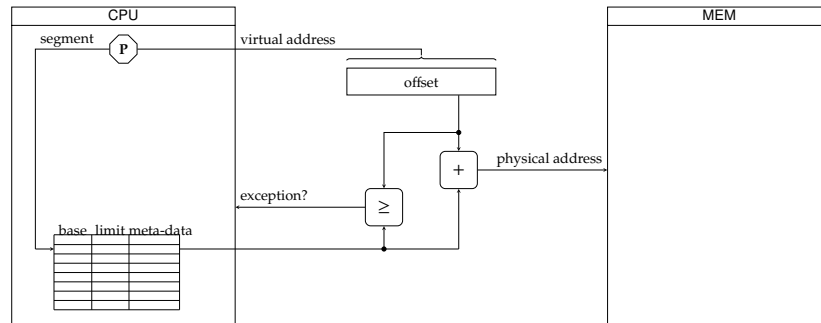 CPU
MEM
segment
P
virtual address
offset
+
physical address
exception?
≥
base limit meta-data